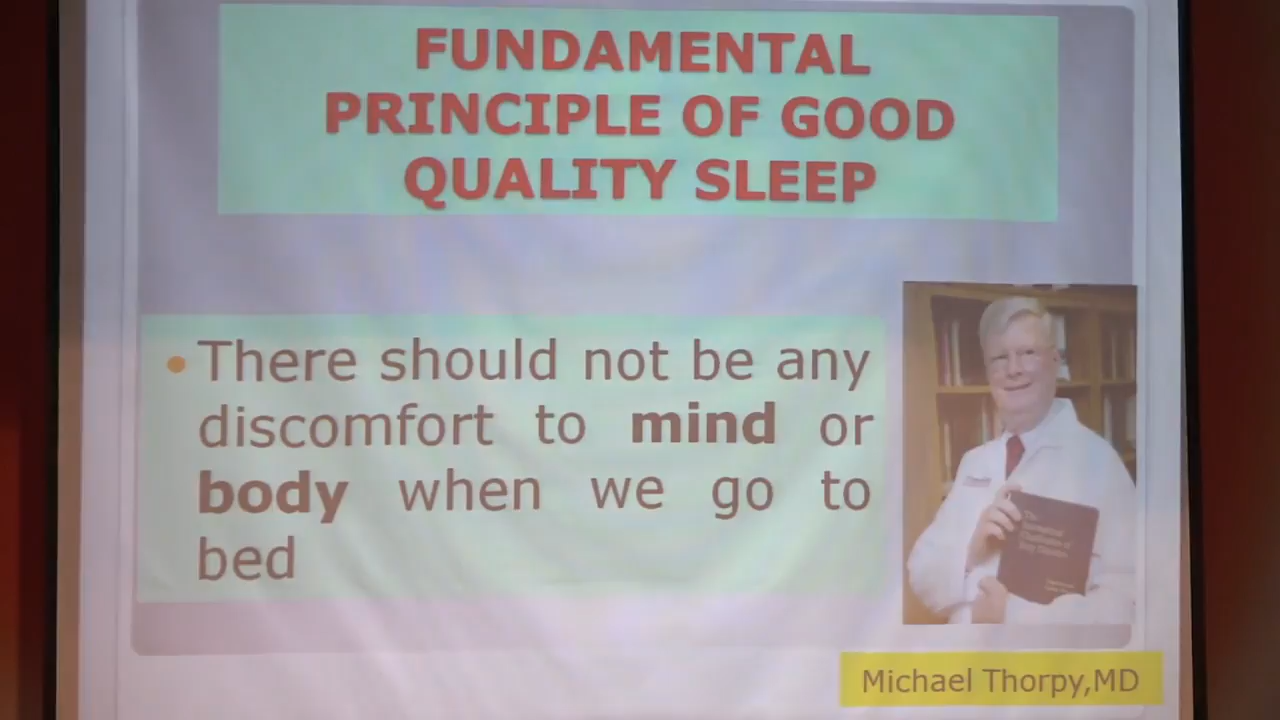 FUNDAMENTAL
PRINCIPLE OF GOOD
QUALITY SLEEP
• There should not be any
discomfort to mind or
body when we go to
bed
The
Michael Thorpy,MD